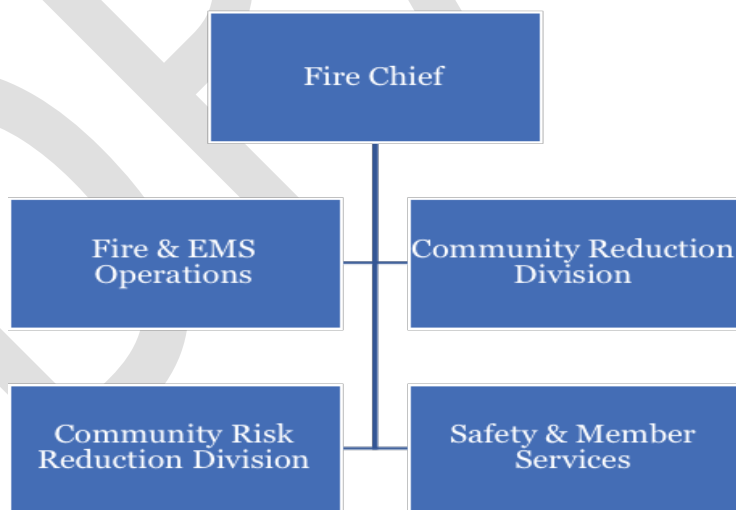 Fire Chief
Fire & EMS
Operations
Community Reduction
Division
Community Risk
Reduction Division
Safety & Member
Services